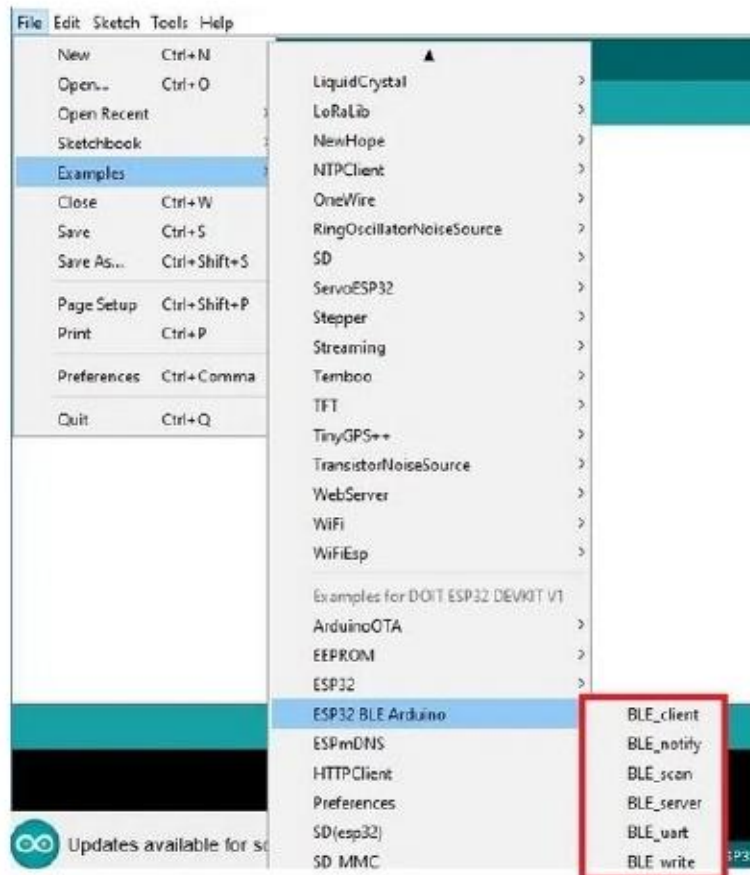 File Edit Sketch Tools Help
New Ctrl+N
Open... Ctrl+O
Open Recent
Sketchbook
Examples
Close Ctrl+W
Save Ctrl+S
Save As... Ctrl+Shift+S
Page Setup Ctrl+Shift+P
Print Ctrl+P
Preferences Ctrl+Comma
Quit Ctrl+Q
LiquidCrystal
LoRaLib
NewHope
NTPClient
OneWire
RingOscillatorNoiseSource
SD
ServoESP32
Stepper
Streaming
Temboo
TFT
TinyGPS++
TransistorNoiseSource
WebServer
WiFi
WiFiEsp
Examples for DOIT ESP32 DEVKIT V1
ArduinoOTA
EEPROM
ESP32
ESP32 BLE Arduino
ESPmDNS
HTTPClient
Preferences
SD(esp32)
SD_MMC
BLE_client
BLE_notify
BLE_scan
BLE_server
BLE_uart
BLE_write
Updates available for